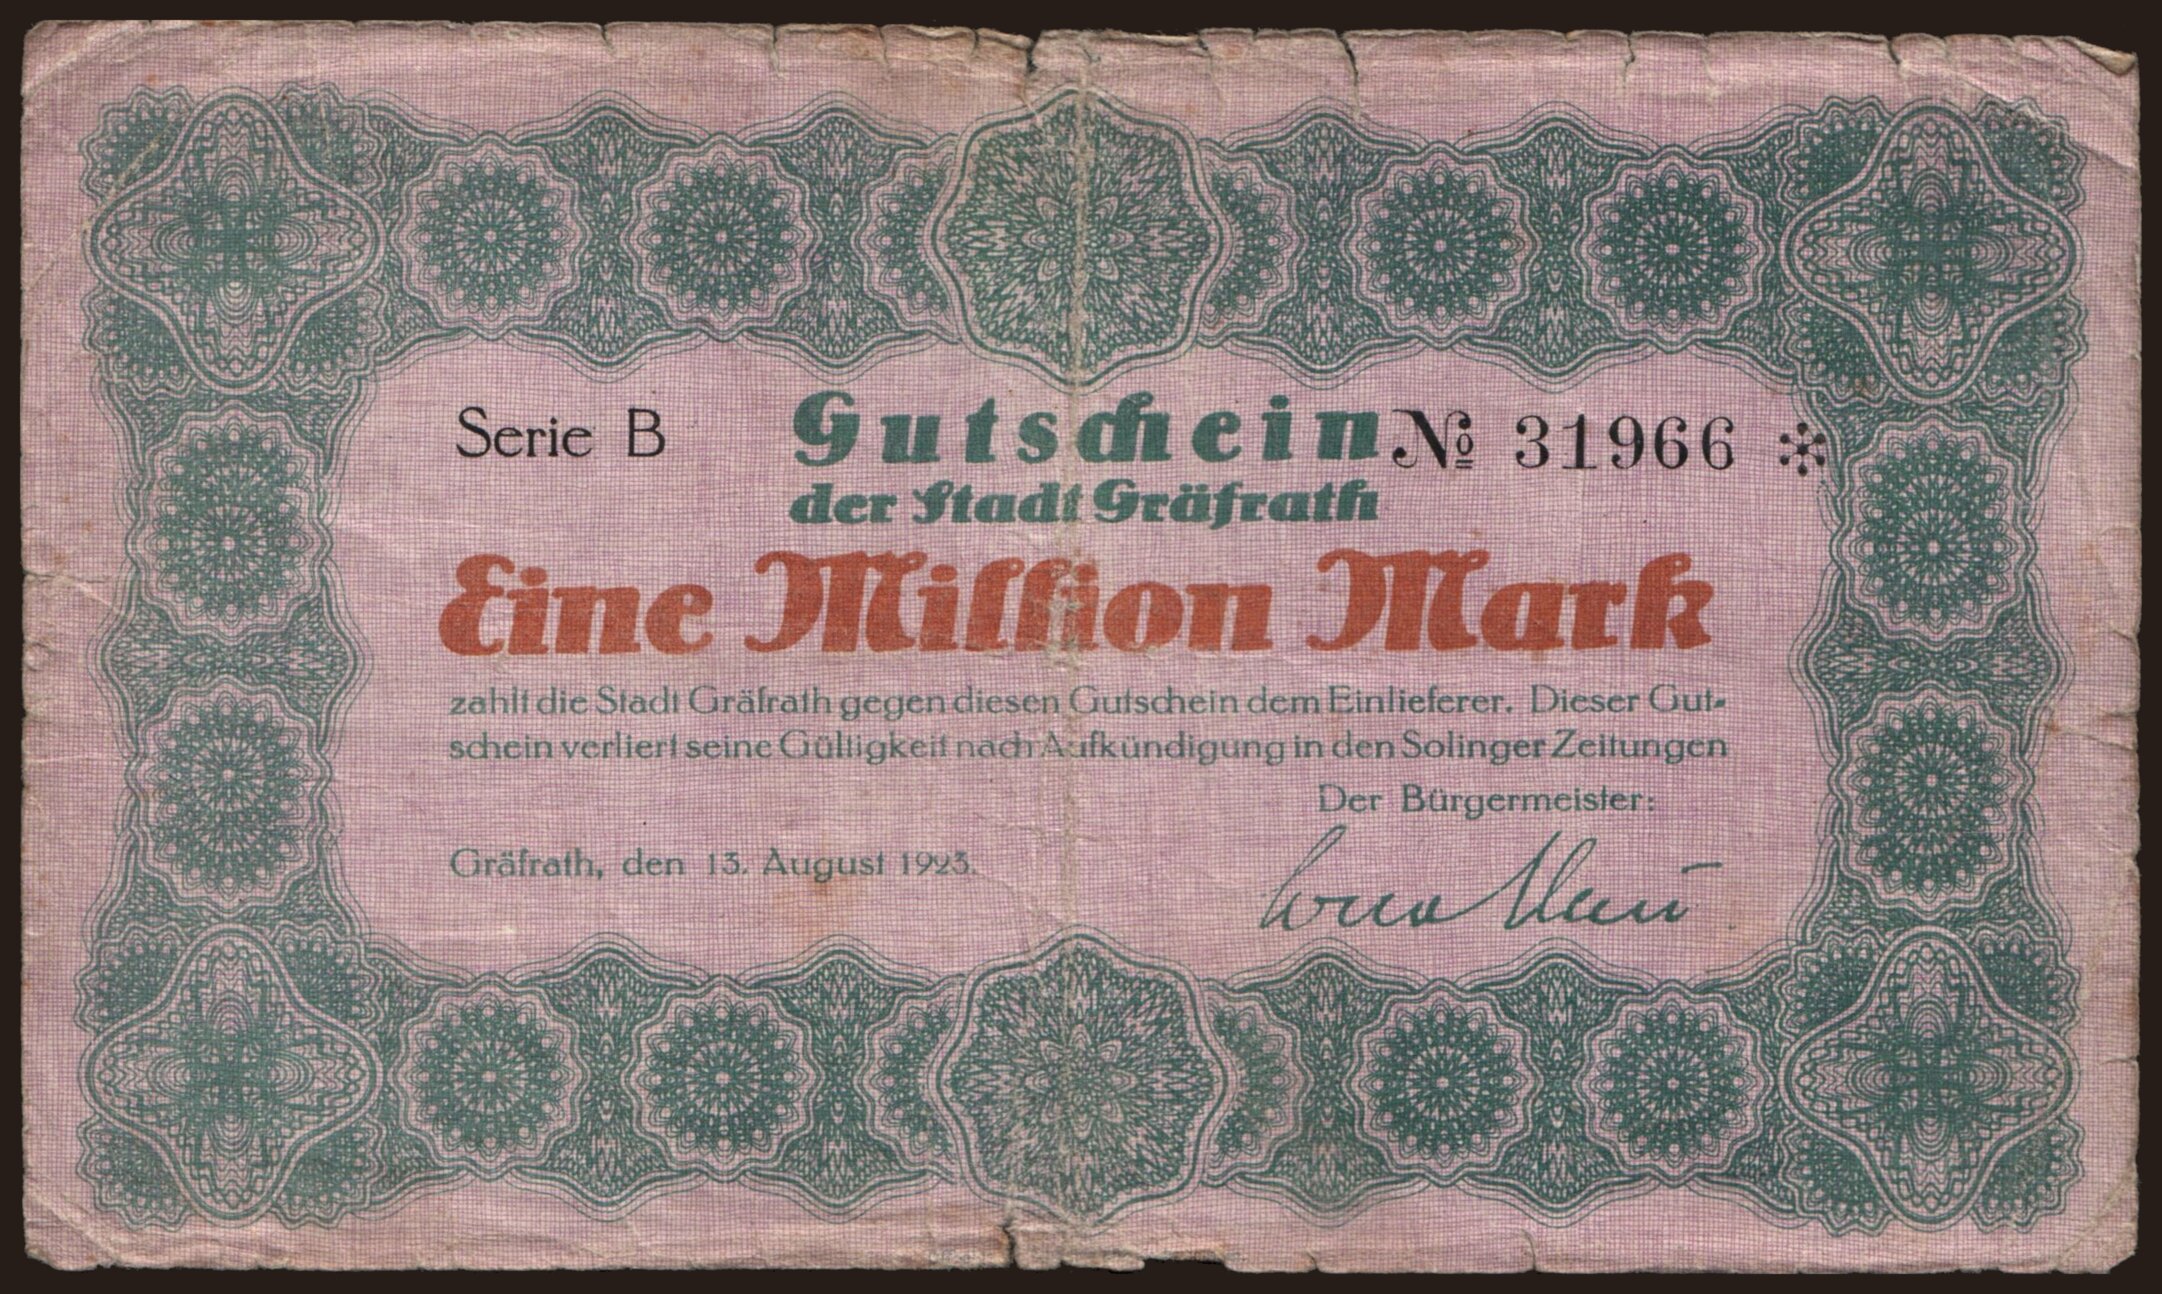 Serie B
Gutschein
№ 31966 *
der Stadt Gräfrath
Eine Million Mark
zahlt die Stadt Gräfrath gegen diesen Gutschein dem Einlieferer. Dieser Gut-
schein verliert seine Gültigkeit nach Aufkündigung in den Solinger Zeitungen
Der Bürgermeister:
Gräfrath, den 13. August 1923.